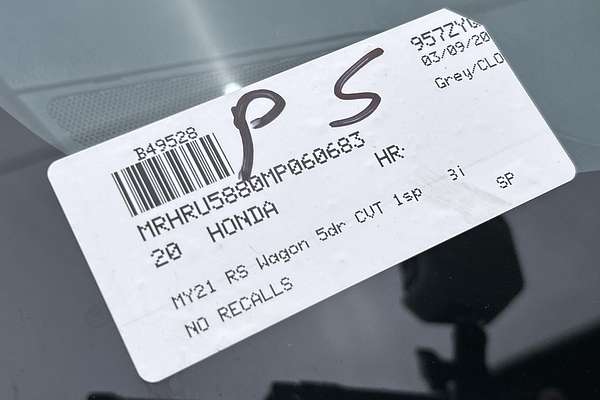 957ZY
03/09/20
Grey/CLO
P S
B49528
MRHRU5880MP060683
20 HONDA HR-
MY21 RS Wagon 5dr CVT 1sp 3i SP
NO RECALLS